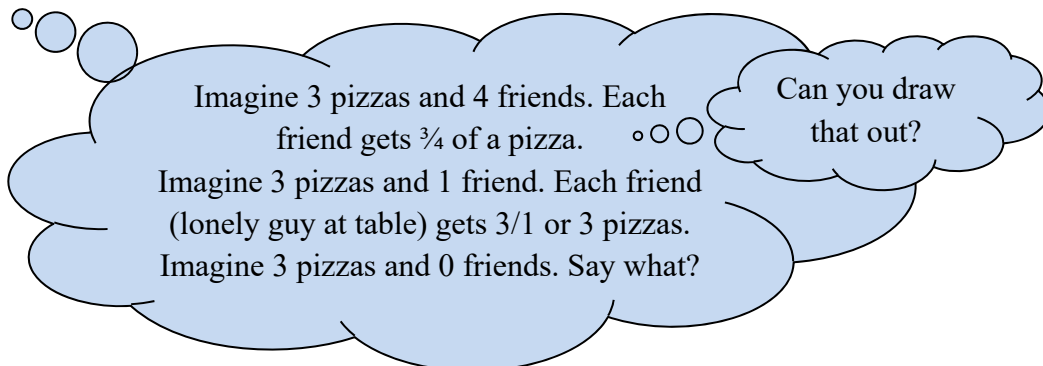 Imagine 3 pizzas and 4 friends. Each
friend gets ¾ of a pizza.
Imagine 3 pizzas and 1 friend. Each friend
(lonely guy at table) gets 3/1 or 3 pizzas.
Imagine 3 pizzas and 0 friends. Say what?
Can you draw
that out?